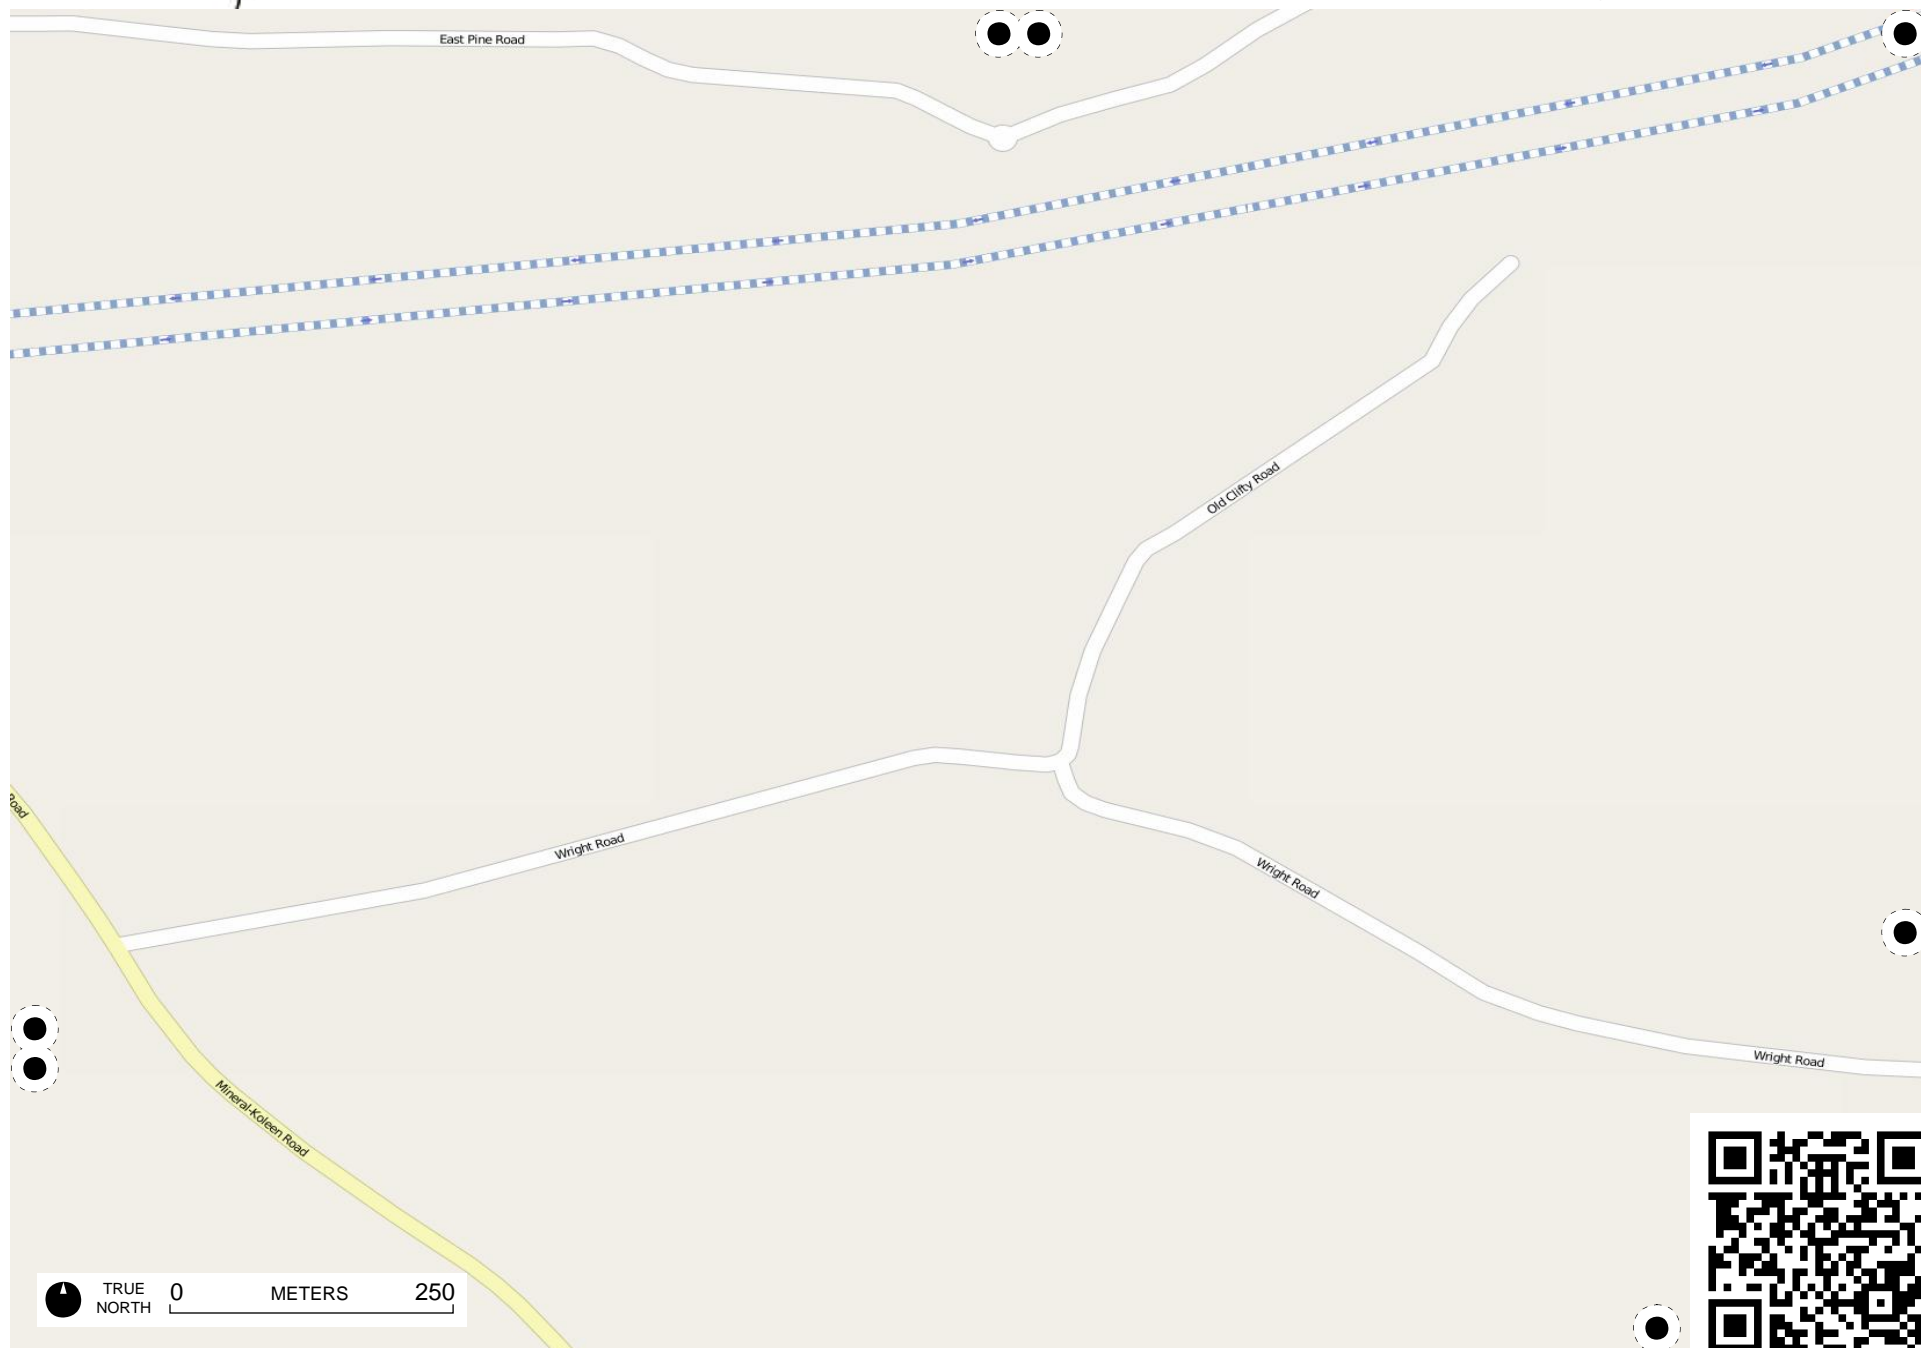 East Pine Road
Old Clifty Road
Road
Wright Road
Wright Road
Wright Road
Mineral-Koleen Road
TRUE
NORTH
0 METERS 250